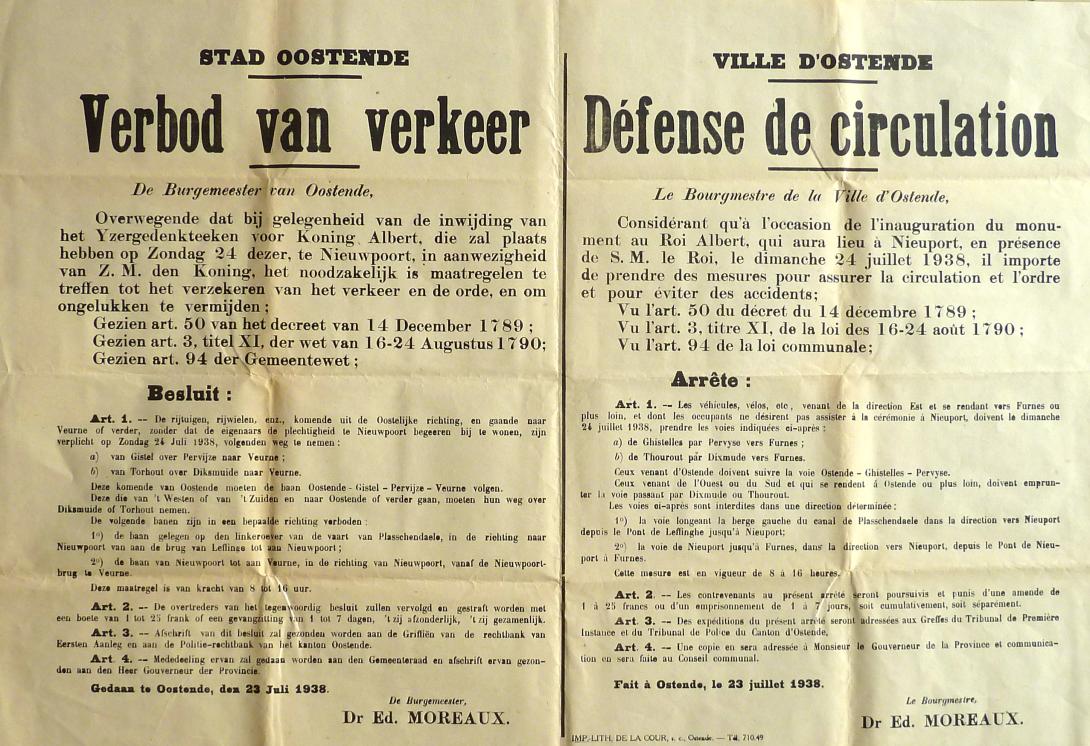 STAD OOSTENDE
Verbod van verkeer
De Burgemeester van Oostende,
Overwegende dat bij gelegenheid van de inwijding van
het Yzergedenkteeken voor Koning Albert, die zal plaats
hebben op Zondag 24 dezer, te Nieuwpoort, in aanwezigheid
van Z. M. den Koning, het noodzakelijk is maatregelen te
treffen tot het verzekeren van het verkeer en de orde, en om
ongelukken te vermijden ;
Gezien art. 50 van het decreet van 14 December 1789 ;
Gezien art. 3, titel XI, der wet van 16-24 Augustus 1790;
Gezien art. 94 der Gemeentewet ;
Besluit :
Art. 1. — De rijtuigen, rijwielen, enz., komende uit de Oostelijke richting, en gaande naar
Veurne of verder, zonder dat de eigenaars de plechtigheid te Nieuwpoort begeeren bij te wonen, zijn
verplicht op Zondag 24 Juli 1938, volgenden weg te nemen :
a) van Gistel over Pervijze naar Veurne ;
b) van Torhout over Diksmuide naar Veurne.
Deze komende van Oostende moeten de baan Oostende - Gistel - Pervijze - Veurne volgen.
Deze die van 't Westen of van 't Zuiden en naar Oostende of verder gaan, moeten hun weg over
Diksmuide of Torhout nemen.
De volgende banen zijn in een bepaalde richting verboden :
1°) de baan gelegen op den linkeroever van de vaart van Plasschendaele, in de richting naar
Nieuwpoort van aan de brug van Leffinge tot aan Nieuwpoort ;
2°) de baan van Nieuwpoort tot aan Veurne, in de richting van Nieuwpoort, vanaf de Nieuwpoort-
brug te Veurne.
Deze maatregel is van kracht van 8 tot 16 uur.
Art. 2. — De overtreders van het tegenwoordig besluit zullen vervolgd en gestraft worden met
een boete van 1 tot 25 frank of een gevangzitting van 1 tot 7 dagen, 't zij afzonderlijk, 't zij gezamenlijk.
Art. 3. — Afschrift van dit besluit zal gezonden worden aan de Griffiën van de rechtbank van
Eersten Aanleg en aan de Politie-rechtbank van het kanton Oostende.
Art. 4. — Mededeeling ervan zal gedaan worden aan den Gemeenteraad en afschrift ervan gezon-
den aan den Heer Gouverneur der Provincie.
Gedaan te Oostende, den 23 Juli 1938.
De Burgemeester,
Dr Ed. MOREAUX.
VILLE D'OSTENDE
Défense de circulation
Le Bourgmestre de la Ville d'Ostende,
Considérant qu'à l'occasion de l'inauguration du monu-
ment au Roi Albert, qui aura lieu à Nieuport, en présence
de S. M. le Roi, le dimanche 24 juillet 1938, il importe
de prendre des mesures pour assurer la circulation et l'ordre
et pour éviter des accidents;
Vu l'art. 50 du décret du 14 décembre 1789 ;
Vu l'art. 3, titre XI, de la loi des 16-24 août 1790 ;
Vu l'art. 94 de la loi communale;
Arrête :
Art. 1. — Les véhicules, vélos, etc, venant de la direction Est et se rendant vers Furnes ou
plus loin, et dont les occupants ne désirent pas assister à la cérémonie à Nieuport, doivent le dimanche
24 juillet 1938, prendre les voies indiquées ci-après :
a) de Ghistelles par Pervyse vers Furnes ;
b) de Thourout par Dixmude vers Furnes.
Ceux venant d'Ostende doivent suivre la voie Ostende - Ghistelles - Pervyse.
Ceux venant de l'Ouest ou du Sud et qui se rendent à Ostende ou plus loin, doivent emprun-
ter la voie passant par Dixmude ou Thourout.
Les voies ci-après sont interdites dans une direction déterminée :
1°) la voie longeant la berge gauche du canal de Plasschendaele dans la direction vers Nieuport
depuis le Pont de Leffinghe jusqu'à Nieuport;
2°) la voie de Nieuport jusqu'à Furnes, dans la direction vers Nieuport, depuis le Pont de Nieu-
port à Furnes.
Cette mesure est en vigueur de 8 à 16 heures.
Art. 2 — Les contrevenants au présent arrêté seront poursuivis et punis d'une amende de
1 à 25 francs ou d'un emprisonnement de 1 à 7 jours, soit cumulativement, soit séparément.
Art. 3. — Des expéditions du présent arrêté seront adressées aux Greffes du Tribunal de Première
Instance et du Tribunal de Police du Canton d'Ostende,
Art. 4. — Une copie en sera adressée à Monsieur le Gouverneur de la Province et communica-
tion en sera faite au Conseil communal.
Fait à Ostende, le 23 juillet 1938.
Le Bourgmestre,
Dr Ed. MOREAUX.
IMP.-LITH. DE LA COUR, s. c., Ostende. — Tél. 710.49